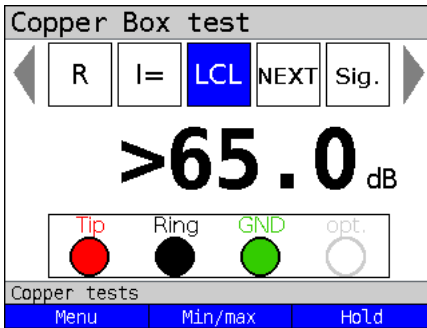 Copper Box test
R I= LCL NEXT Sig.
>65.0 dB
Tip Ring GND opt.
Copper tests
Menu Min/max Hold